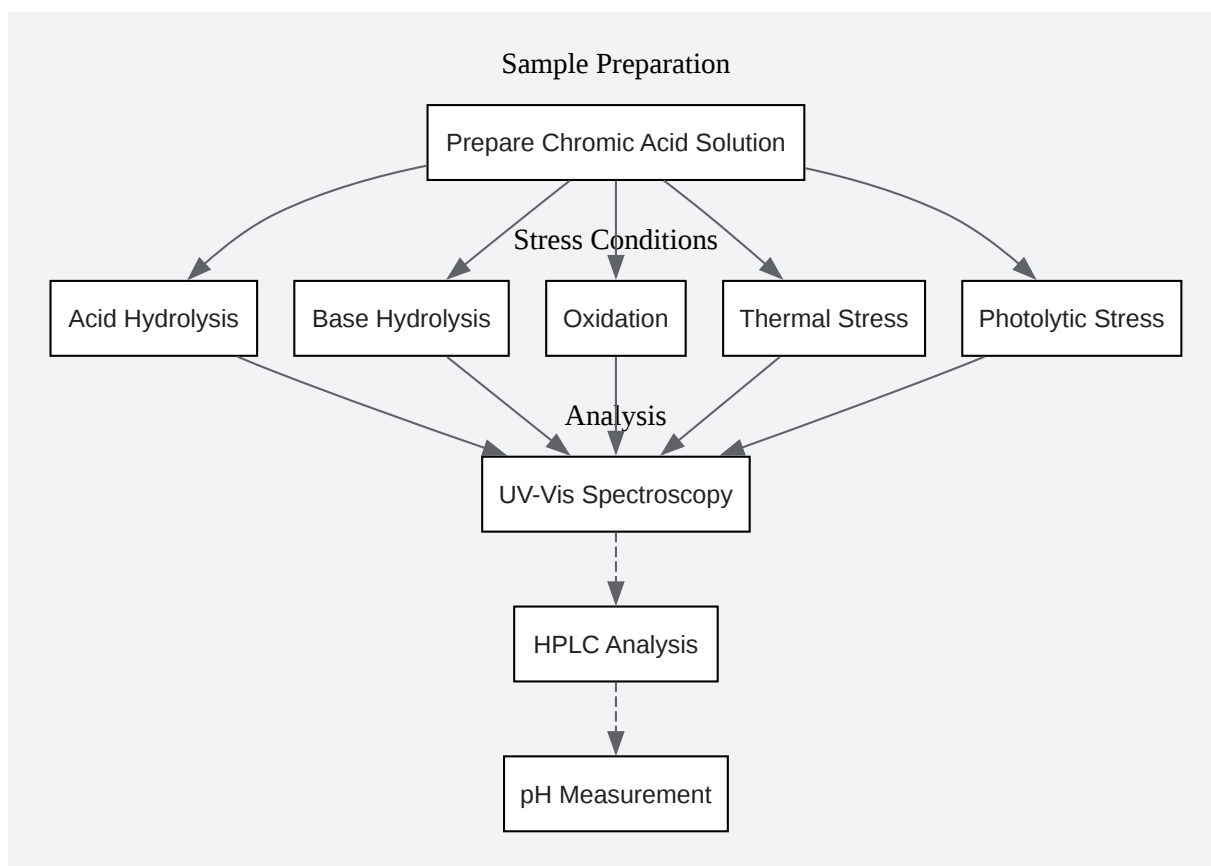 Sample Preparation
Prepare Chromic Acid Solution
Stress Conditions
Acid Hydrolysis
Base Hydrolysis
Oxidation
Thermal Stress
Photolytic Stress
Analysis
UV-Vis Spectroscopy
HPLC Analysis
pH Measurement